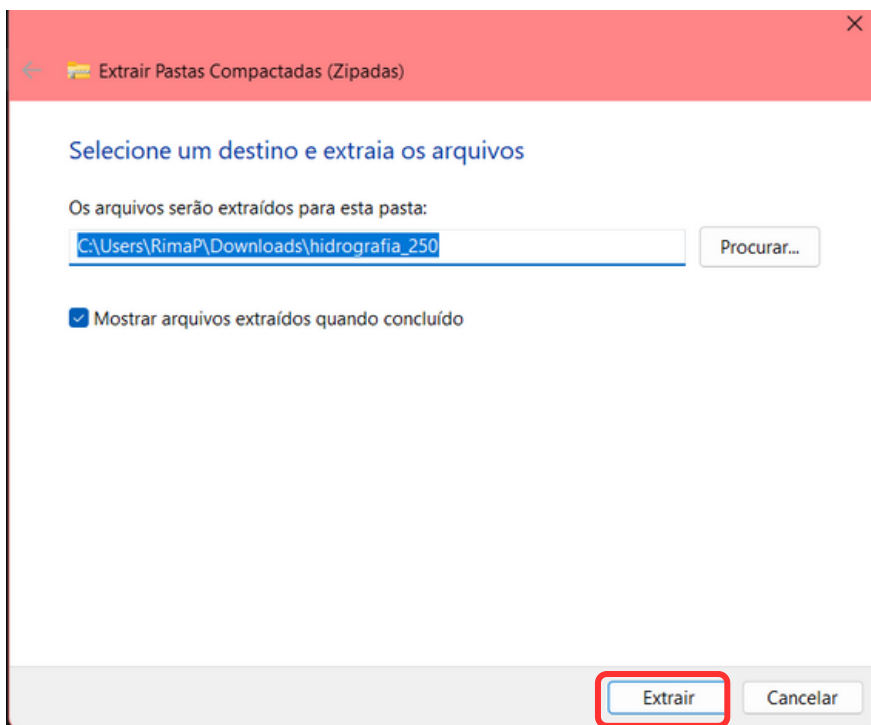 Extrair Pastas Compactadas (Zipadas)
Selecione um destino e extraia os arquivos
Os arquivos serão extraídos para esta pasta:
C:\Users\RimaP\Downloads\hidrografia_250
Procurar...
Mostrar arquivos extraídos quando concluído
Extrair
Cancelar